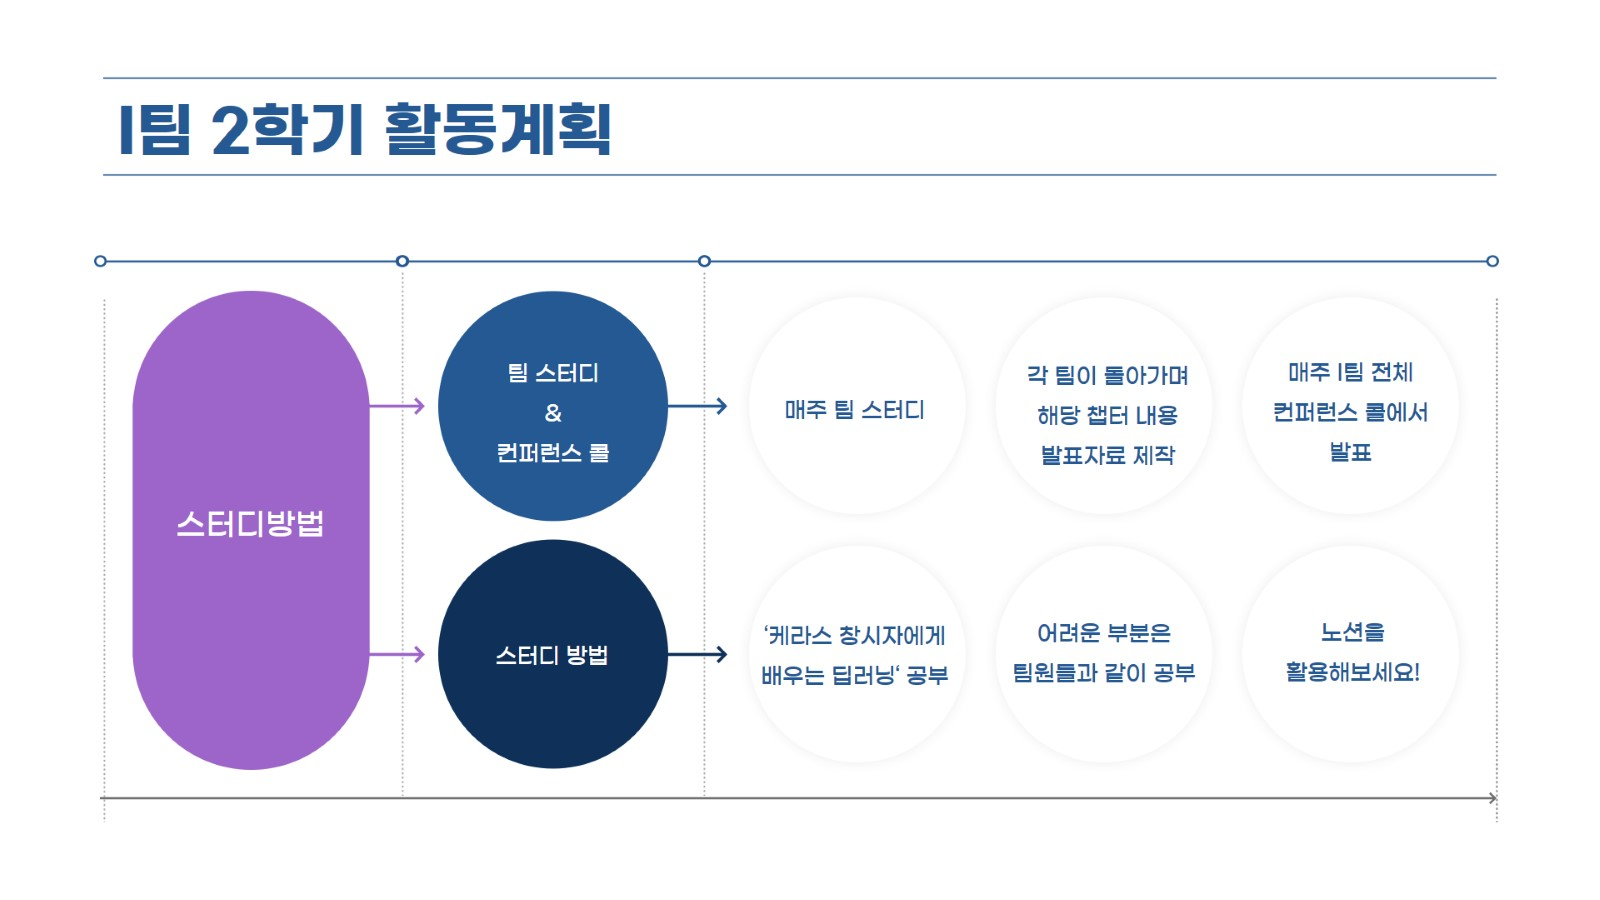 I팀 2학기 활동계획
스터디방법
팀 스터디
&
컨퍼런스 콜
매주 팀 스터디
각 팀이 돌아가며
해당 챕터 내용
발표자료 제작
매주 I팀 전체
컨퍼런스 콜에서
발표
스터디 방법
‘케라스 창시자에게
배우는 딥러닝‘ 공부
어려운 부분은
팀원들과 같이 공부
노션을
활용해보세요!